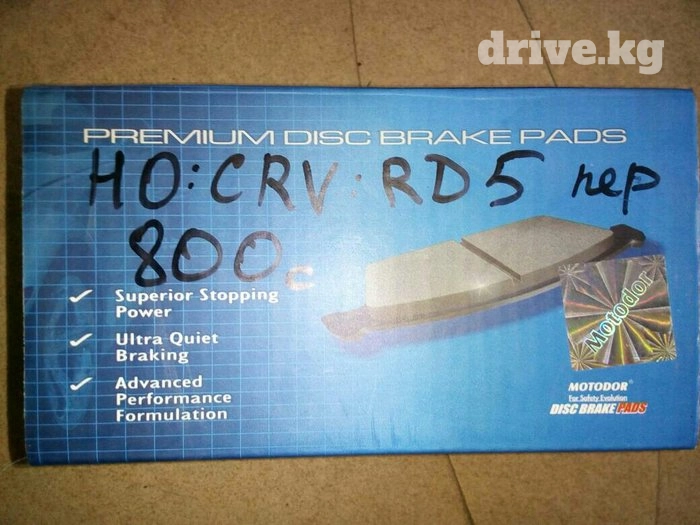 drive.kg
PREMIUM DISC BRAKE PADS
HO:CRV:RD5 пер
800с
Superior Stopping
Power
Ultra Quiet
Braking
Advanced
Performance
Formulation
Motodor
MOTODOR®
For Safety Evolution
DISC BRAKE PADS